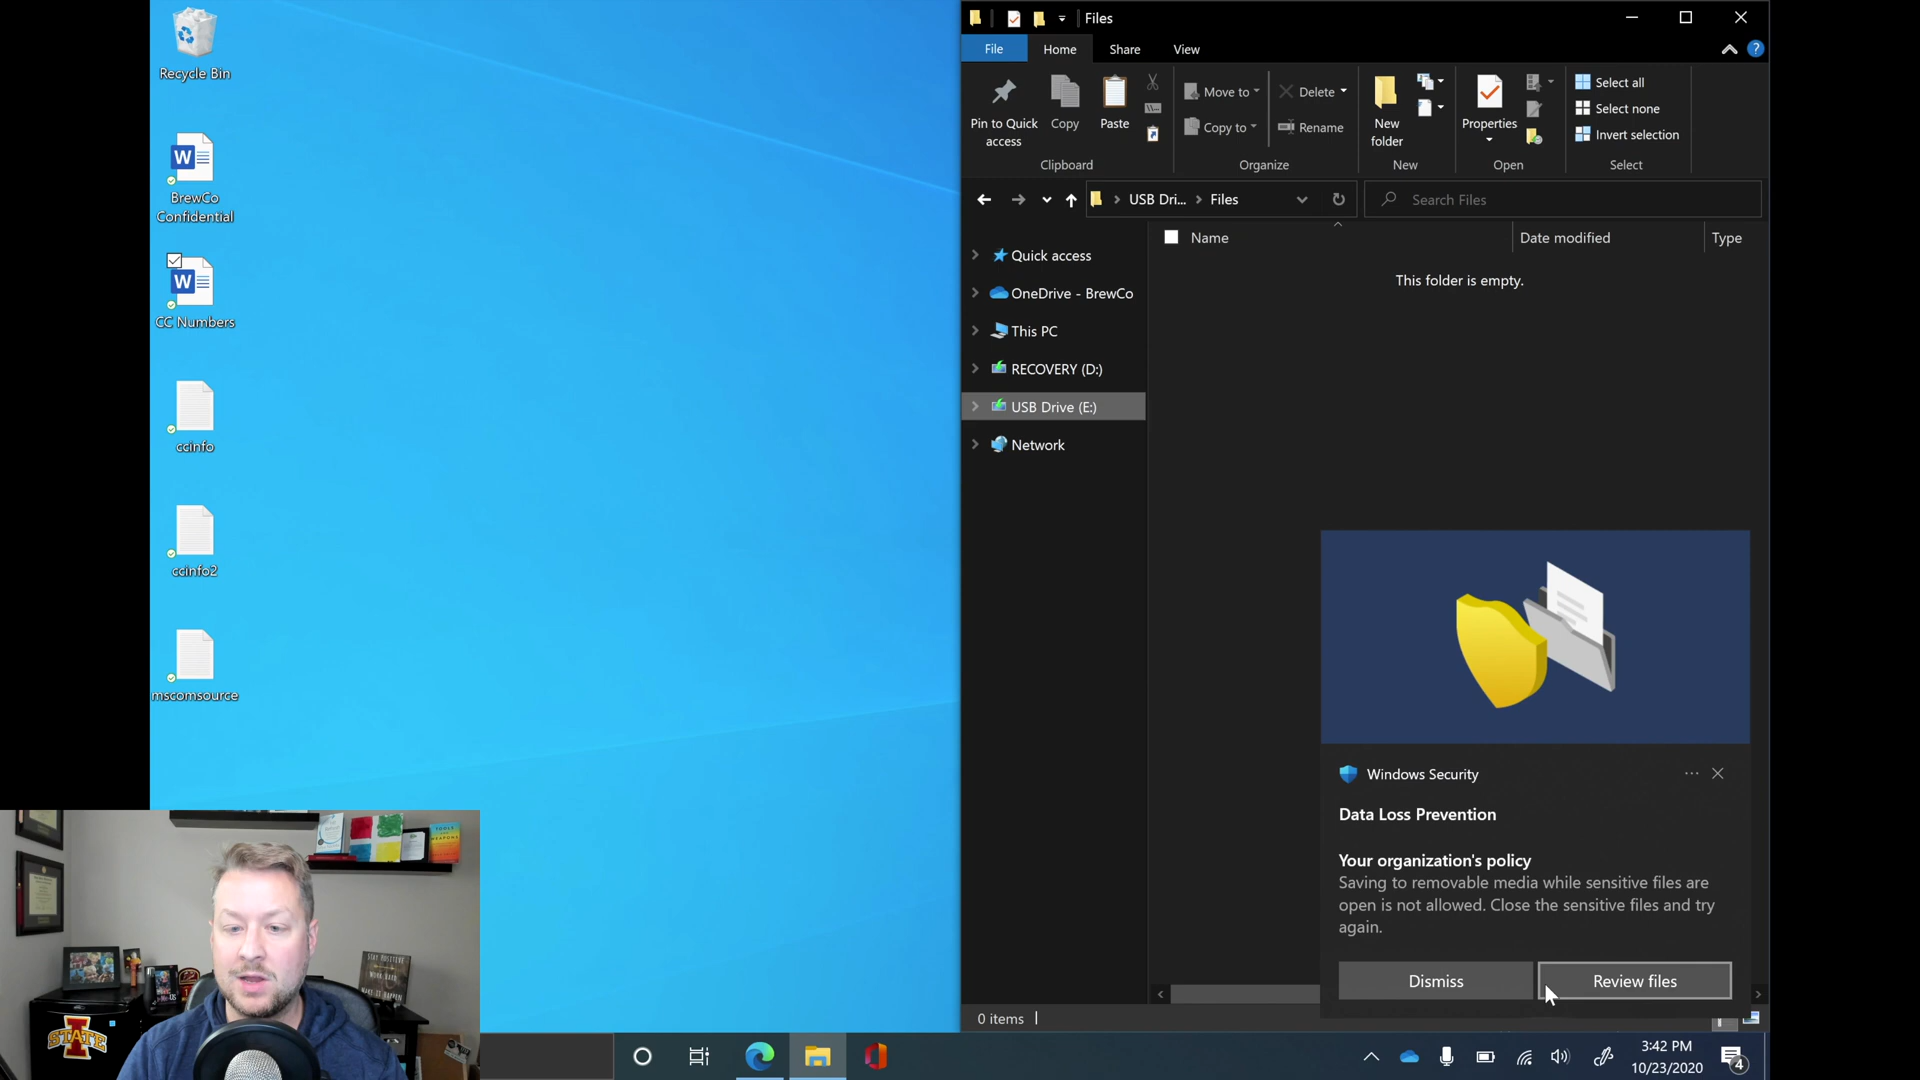 Recycle Bin
BrewCo
Confidential
CC Numbers
ccinfo
ccinfo2
mscomsource
Files
File
Home
Share
View
Pin to Quick
access
Copy
Paste
Clipboard
Move to
Copy to
Delete
Rename
Organize
New
folder
New
Properties
Open
Select all
Select none
Invert selection
Select
USB Dri...
Files
Search Files
Name
Date modified
Type
This folder is empty.
Quick access
OneDrive - BrewCo
This PC
RECOVERY (D:)
USB Drive (E:)
Network
Windows Security
Data Loss Prevention
Your organization's policy
Saving to removable media while sensitive files are
open is not allowed. Close the sensitive files and try
again.
Dismiss
Review files
0 items
3:42 PM
10/23/2020
4
STATE